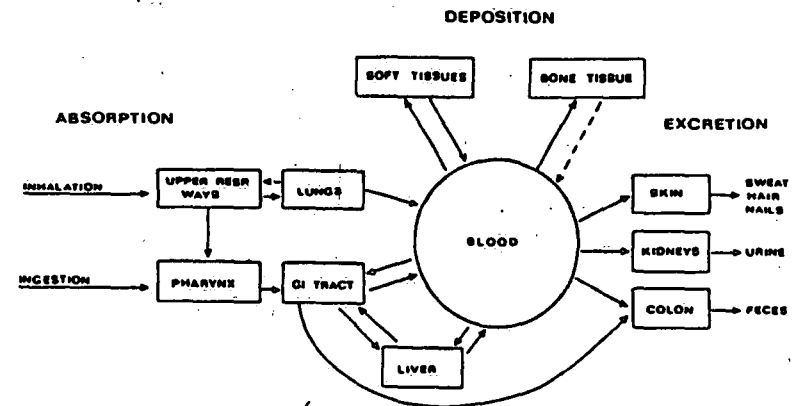 DEPOSITION
SOFT TISSUES
BONE TISSUE
ABSORPTION
EXCRETION
INHALATION
UPPER RESR
WAYS
LUNGS
BLOOD
SKIN
SWEAT
HAIR
NAILS
KIDNEYS
URINE
INGESTION
PHARYNX
GI TRACT
COLON
FECES
LIVER